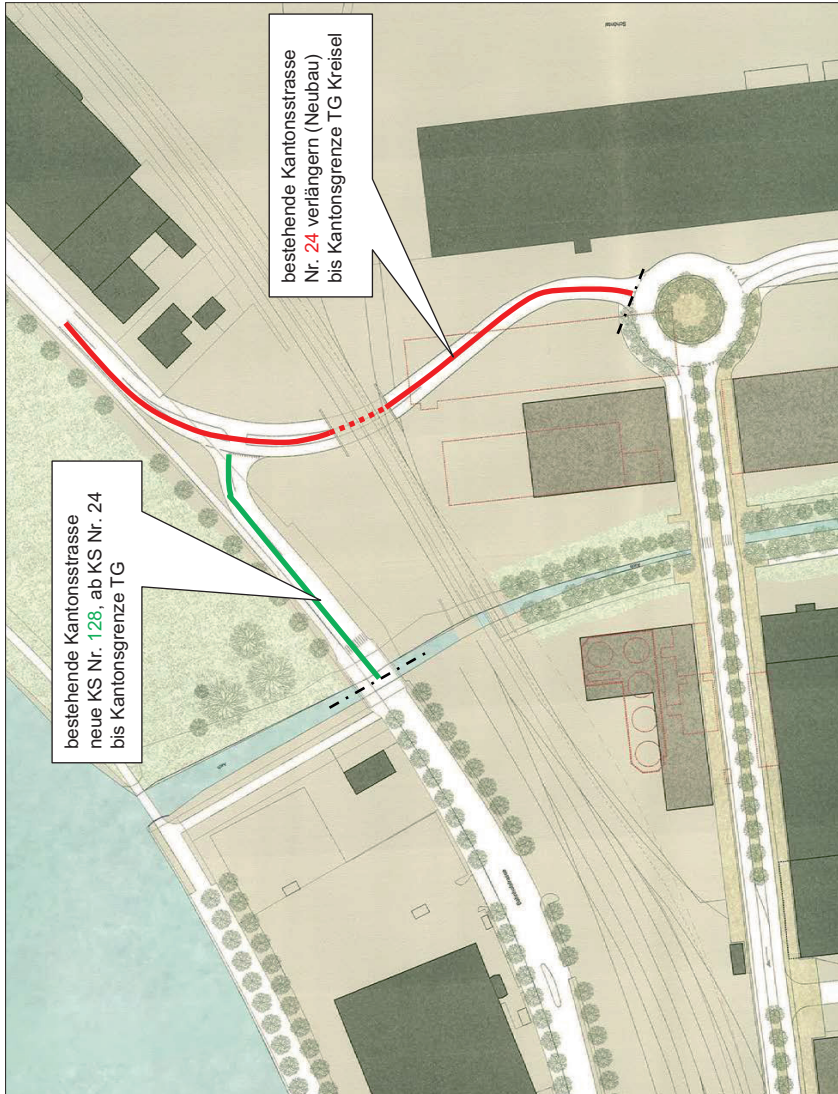 bestehende Kantonsstrasse
neue KS Nr. 128, ab KS Nr. 24
bis Kantonsgrenze TG
bestehende Kantonsstrasse
Nr. 24 verlängern (Neubau)
bis Kantonsgrenze TG Kreisel